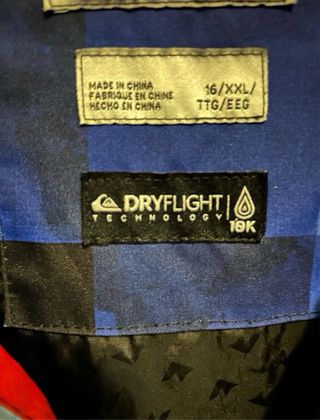 MADE IN CHINA
FABRIQUE EN CHINE
HECHO EN CHINA
16/XXL/
TTG/EEG
DRYFLIGHT
TECHNOLOGY
10K